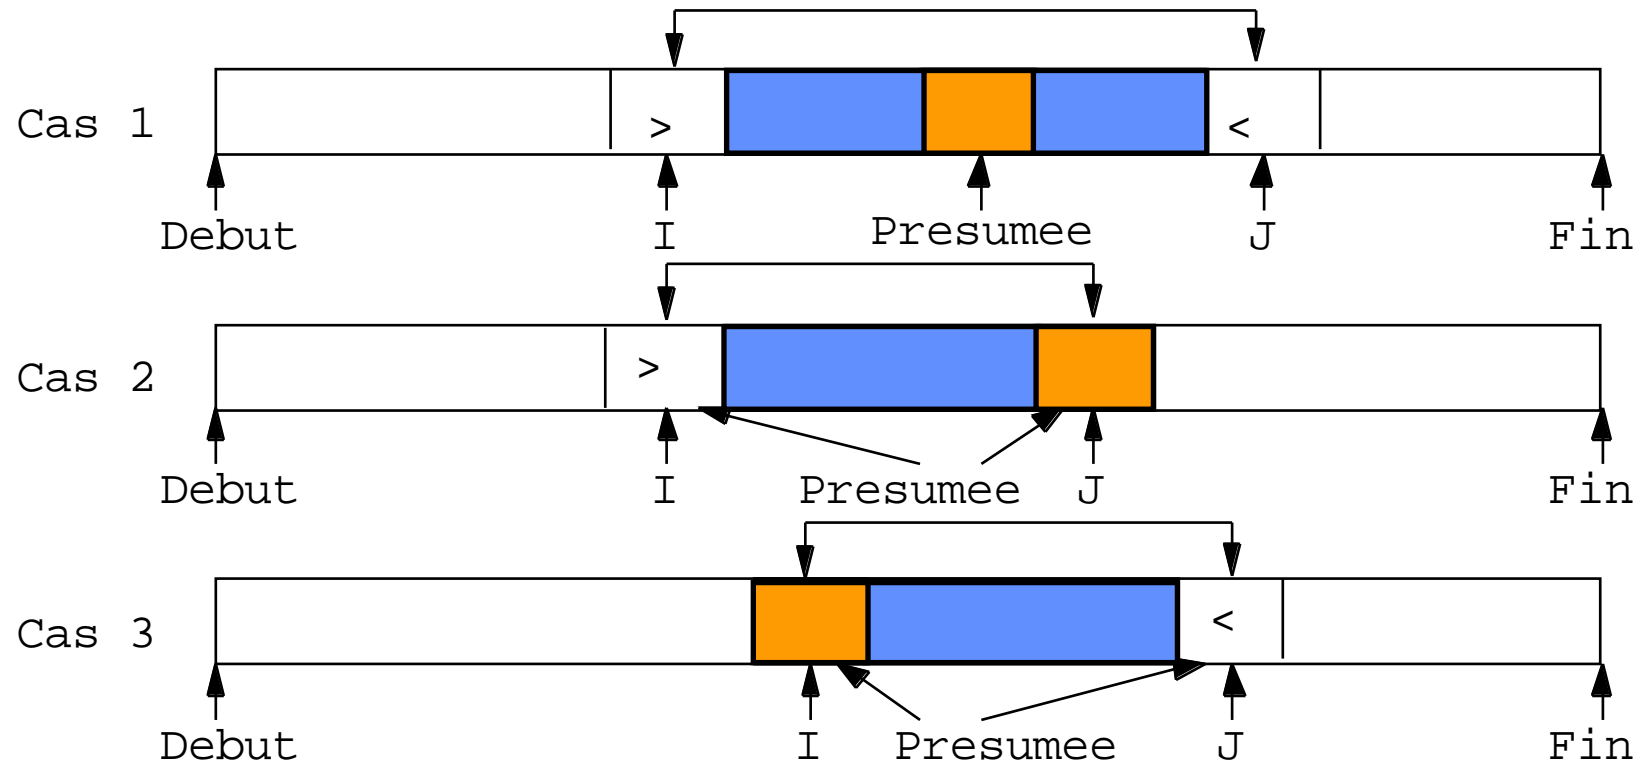 Cas 1 > <
Debut I Presumee J Fin
Cas 2 >
Debut I Presumee J Fin
Cas 3 <
Debut I Presumee J Fin